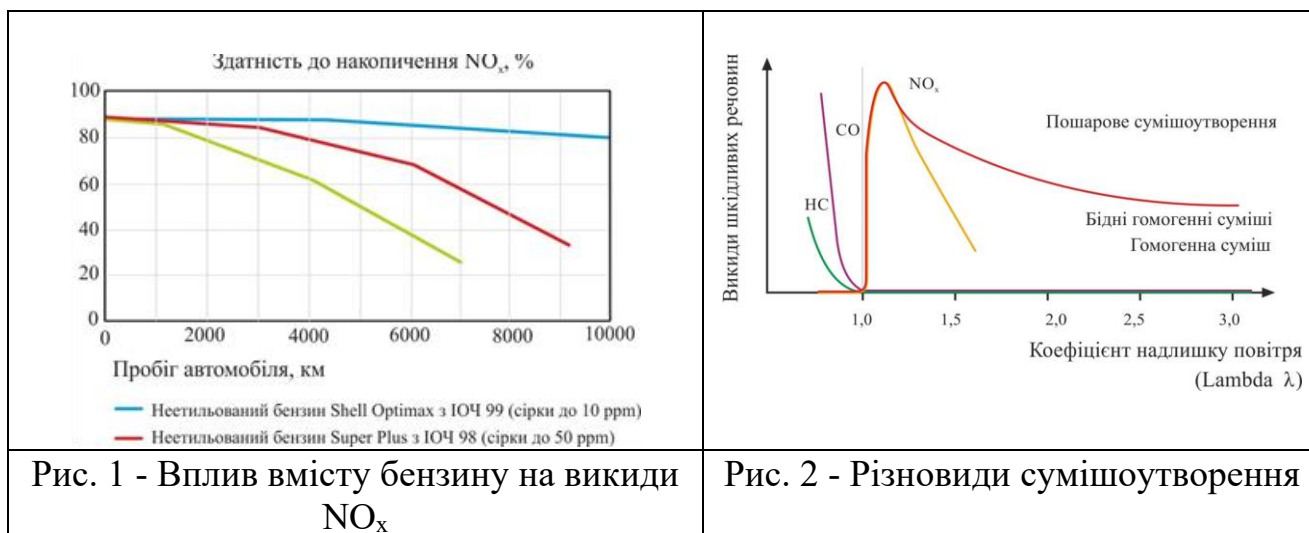 Здатність до накопичення NOx, %
100
80
60
40
20
0
0 2000 4000 6000 8000 10000
Пробіг автомобіля, км
Неетильований бензин Shell Optimax з ІОЧ 99 (сірки до 10 ppm)
Неетильований бензин Super Plus з ІОЧ 98 (сірки до 50 ppm)
Рис. 1 - Вплив вмісту бензину на викиди
NOx
Викиди шкідливих речовин
NOx
CO
HC
Пошарове сумішоутворення
Бідні гомогенні суміші
Гомогенна суміш
1,0 1,5 2,0 2,5 3,0
Коефіцієнт надлишку повітря
(Lambda λ)
Рис. 2 - Різновиди сумішоутворення